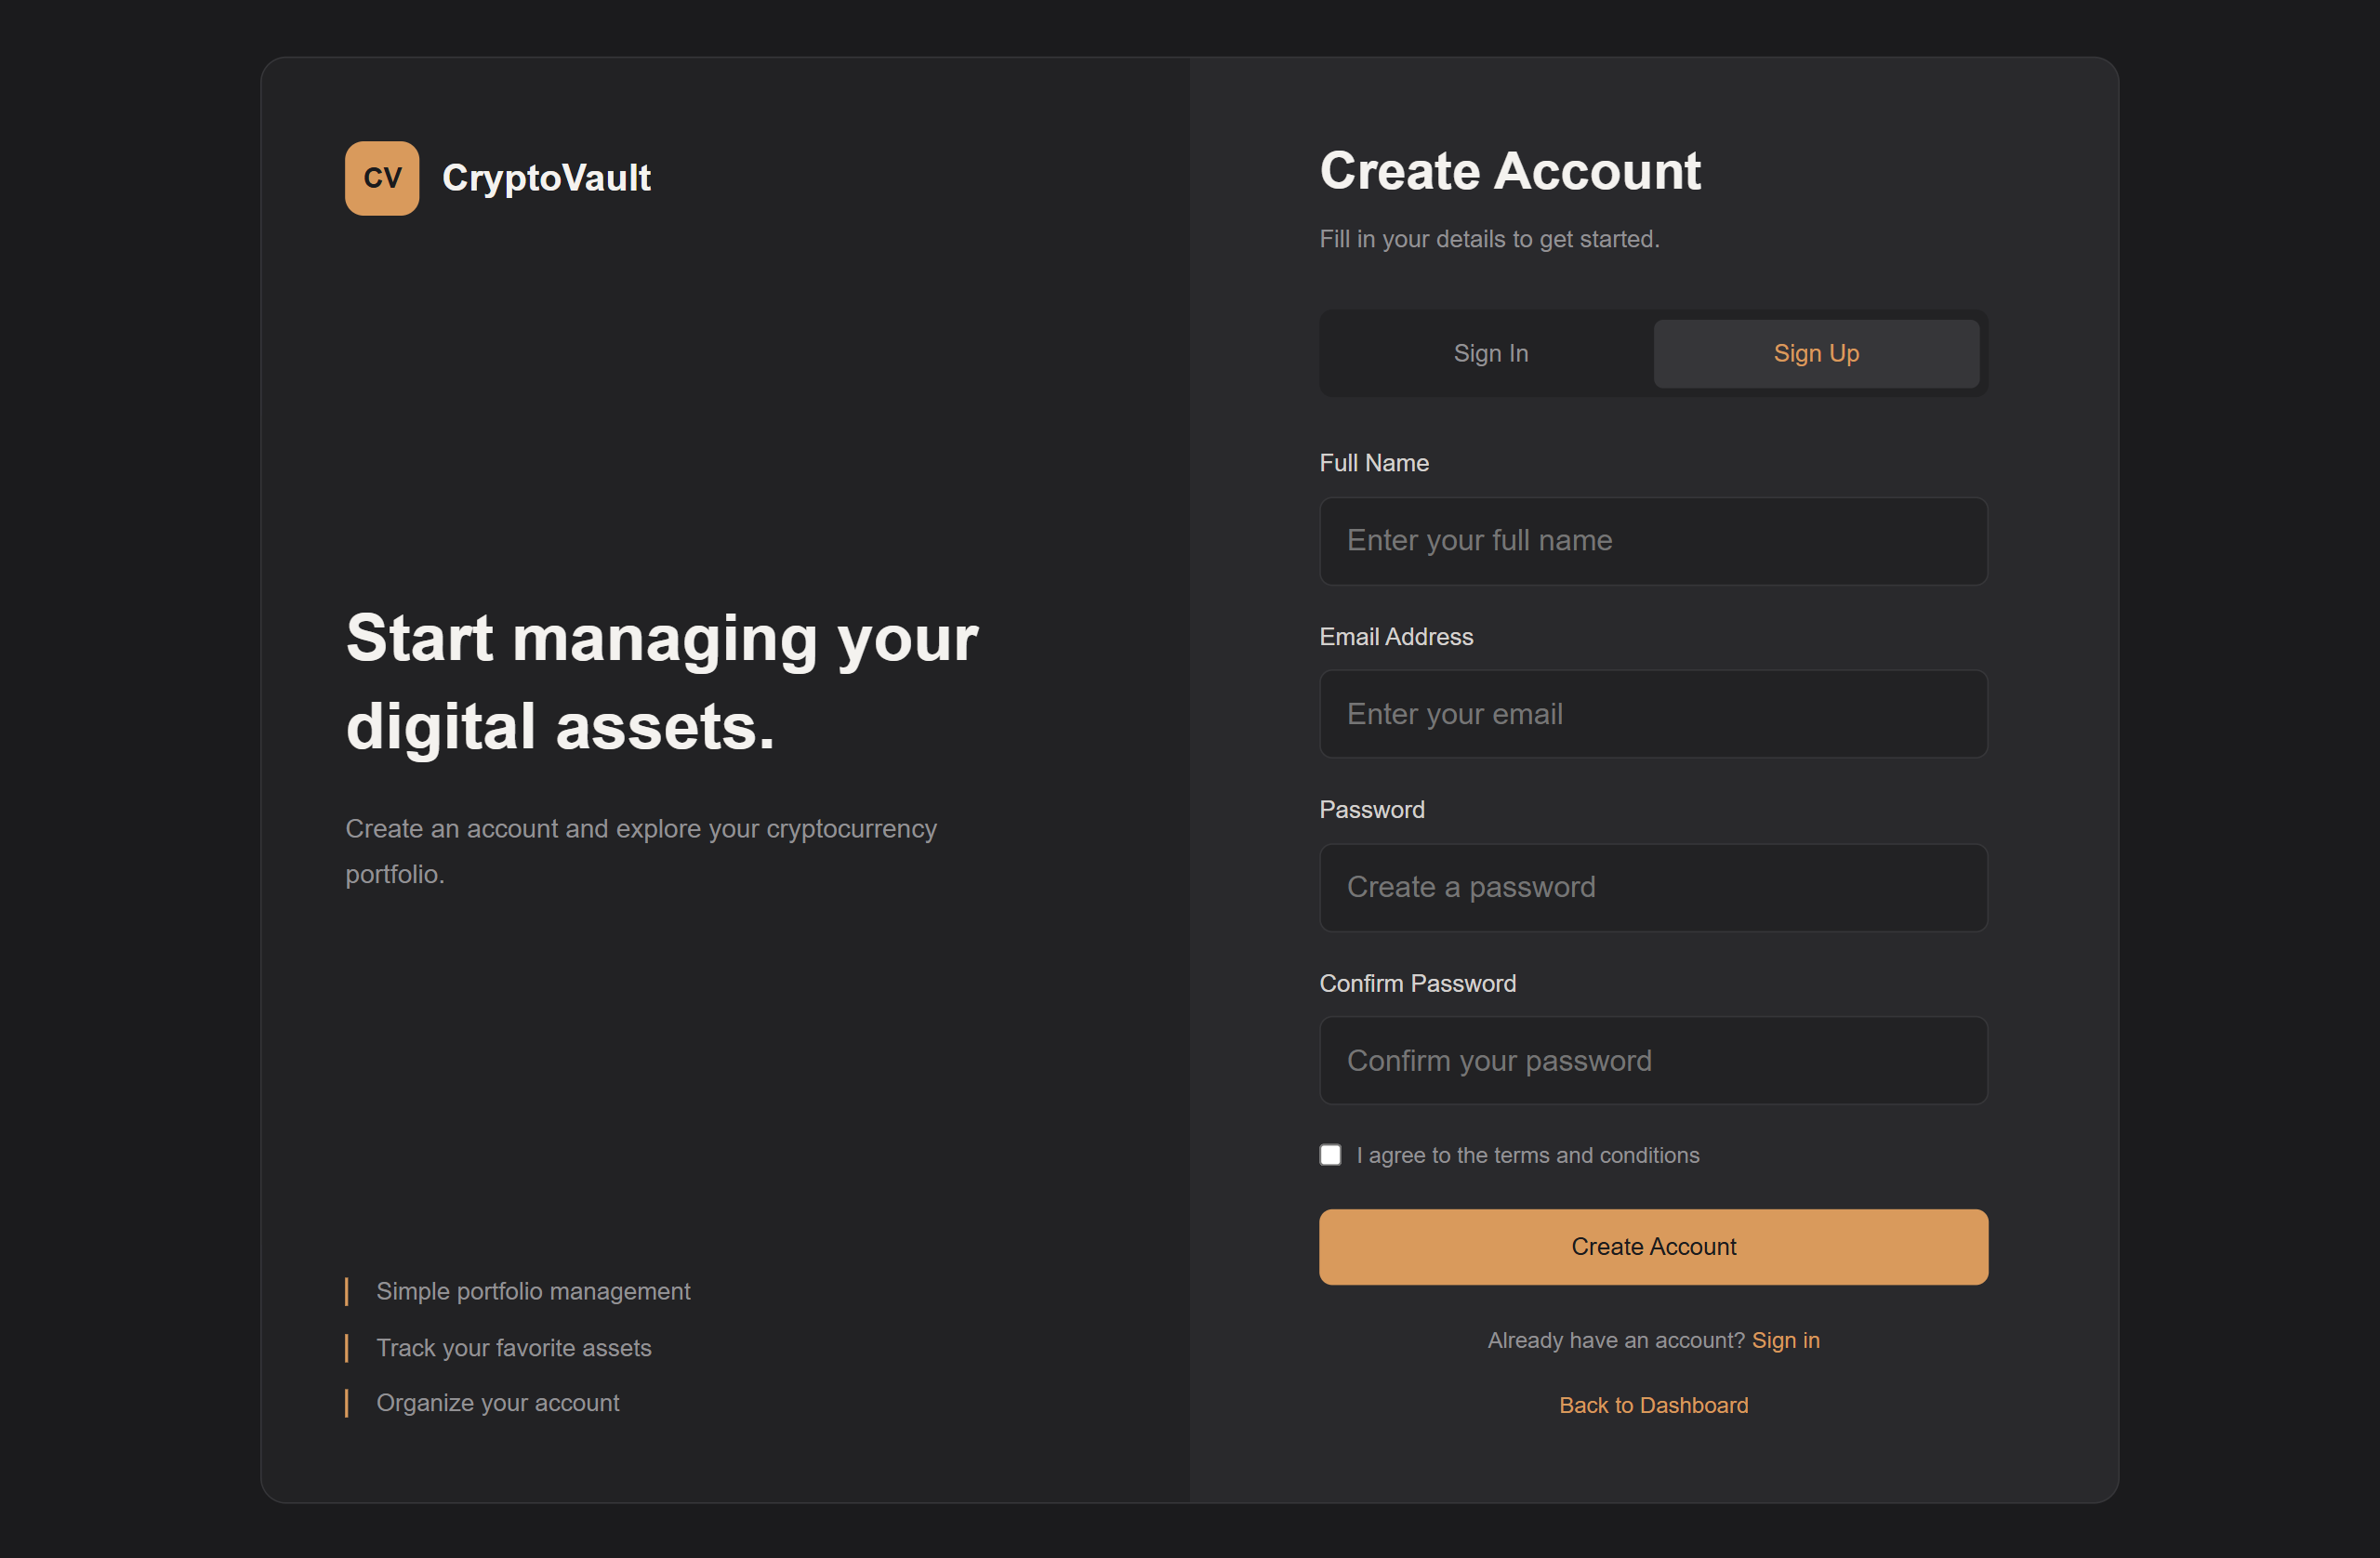 CV
CryptoVault
Start managing your
digital assets.
Create an account and explore your cryptocurrency
portfolio.
Simple portfolio management
Track your favorite assets
Organize your account
Create Account
Fill in your details to get started.
Sign In
Sign Up
Full Name
Enter your full name
Email Address
Enter your email
Password
Create a password
Confirm Password
Confirm your password
I agree to the terms and conditions
Create Account
Already have an account? Sign in
Back to Dashboard